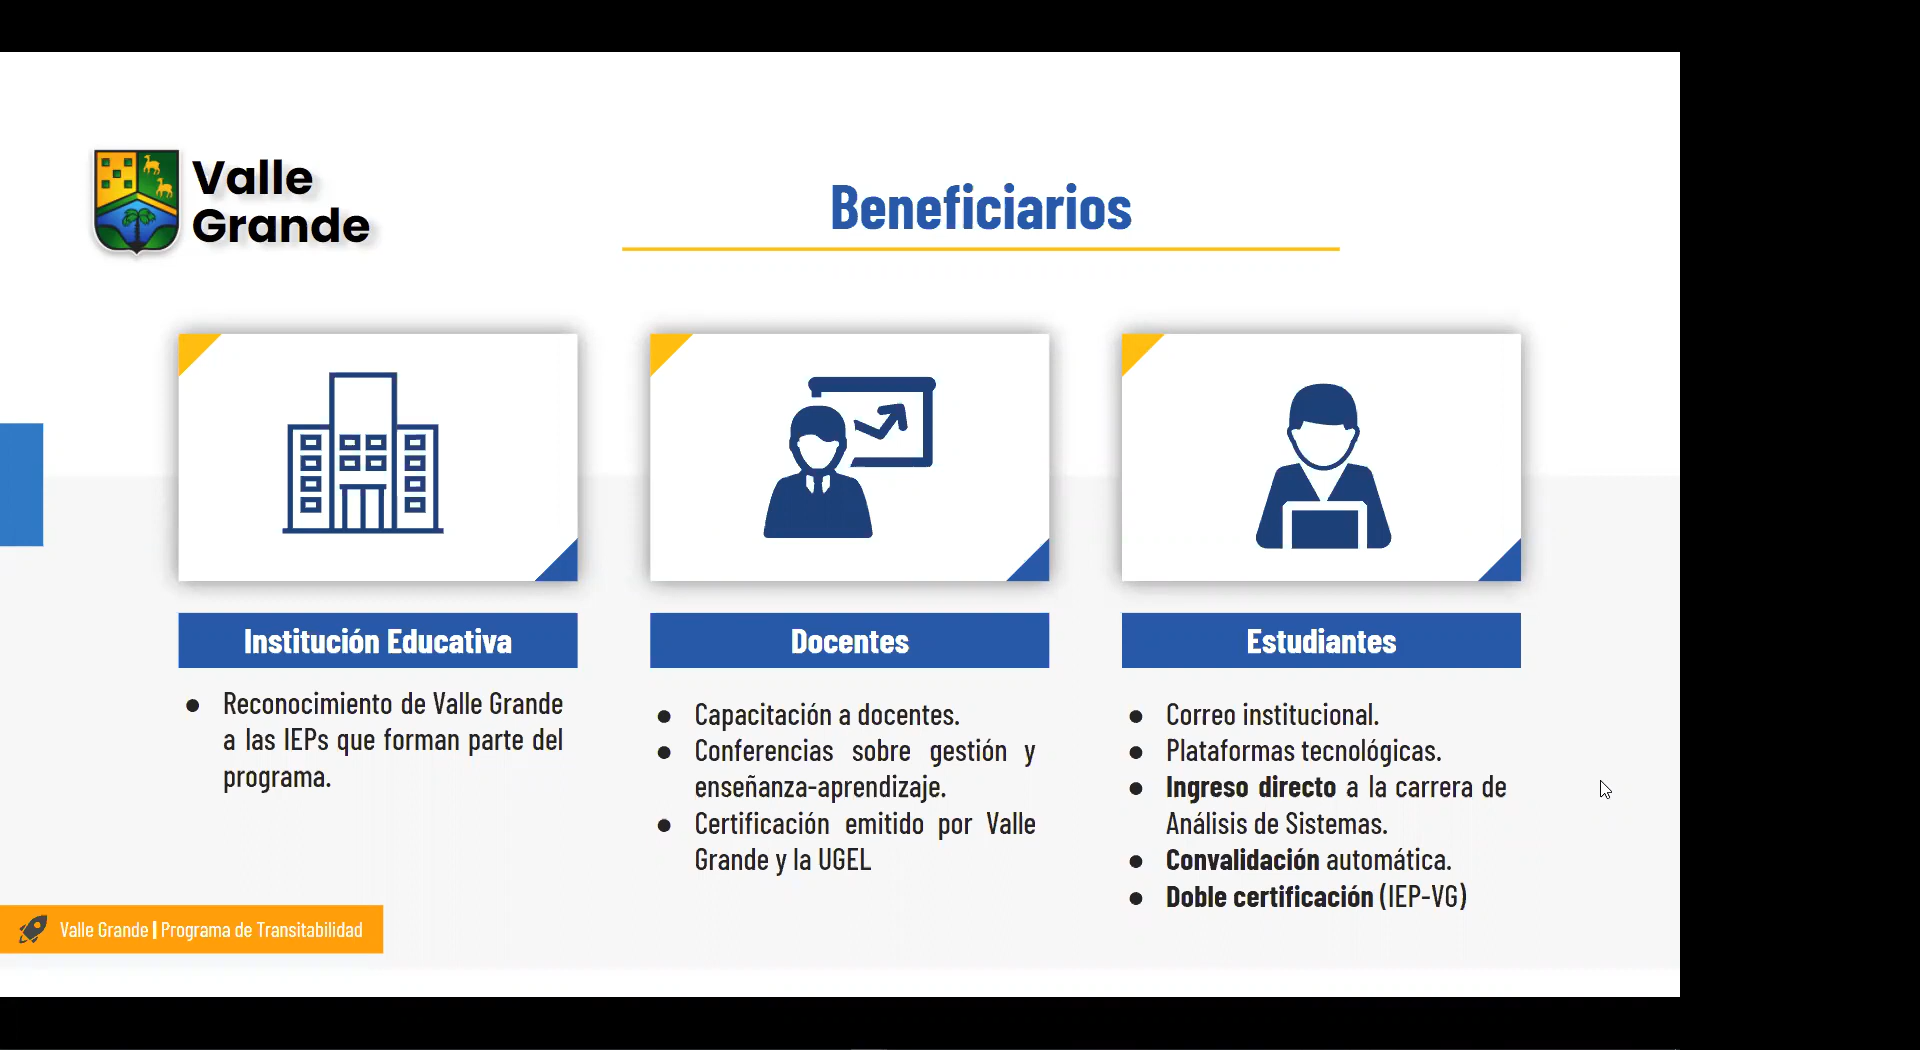 Valle
Grande
Beneficiarios
Institución Educativa
● Reconocimiento de Valle Grande
a las IEPs que forman parte del
programa.
Docentes
● Capacitación a docentes.
● Conferencias sobre gestión y
enseñanza-aprendizaje.
● Certificación emitido por Valle
Grande y la UGEL
Estudiantes
● Correo institucional.
● Plataformas tecnológicas.
● Ingreso directo a la carrera de
Análisis de Sistemas.
● Convalidación automática.
● Doble certificación (IEP-VG)
Valle Grande | Programa de Transitabilidad